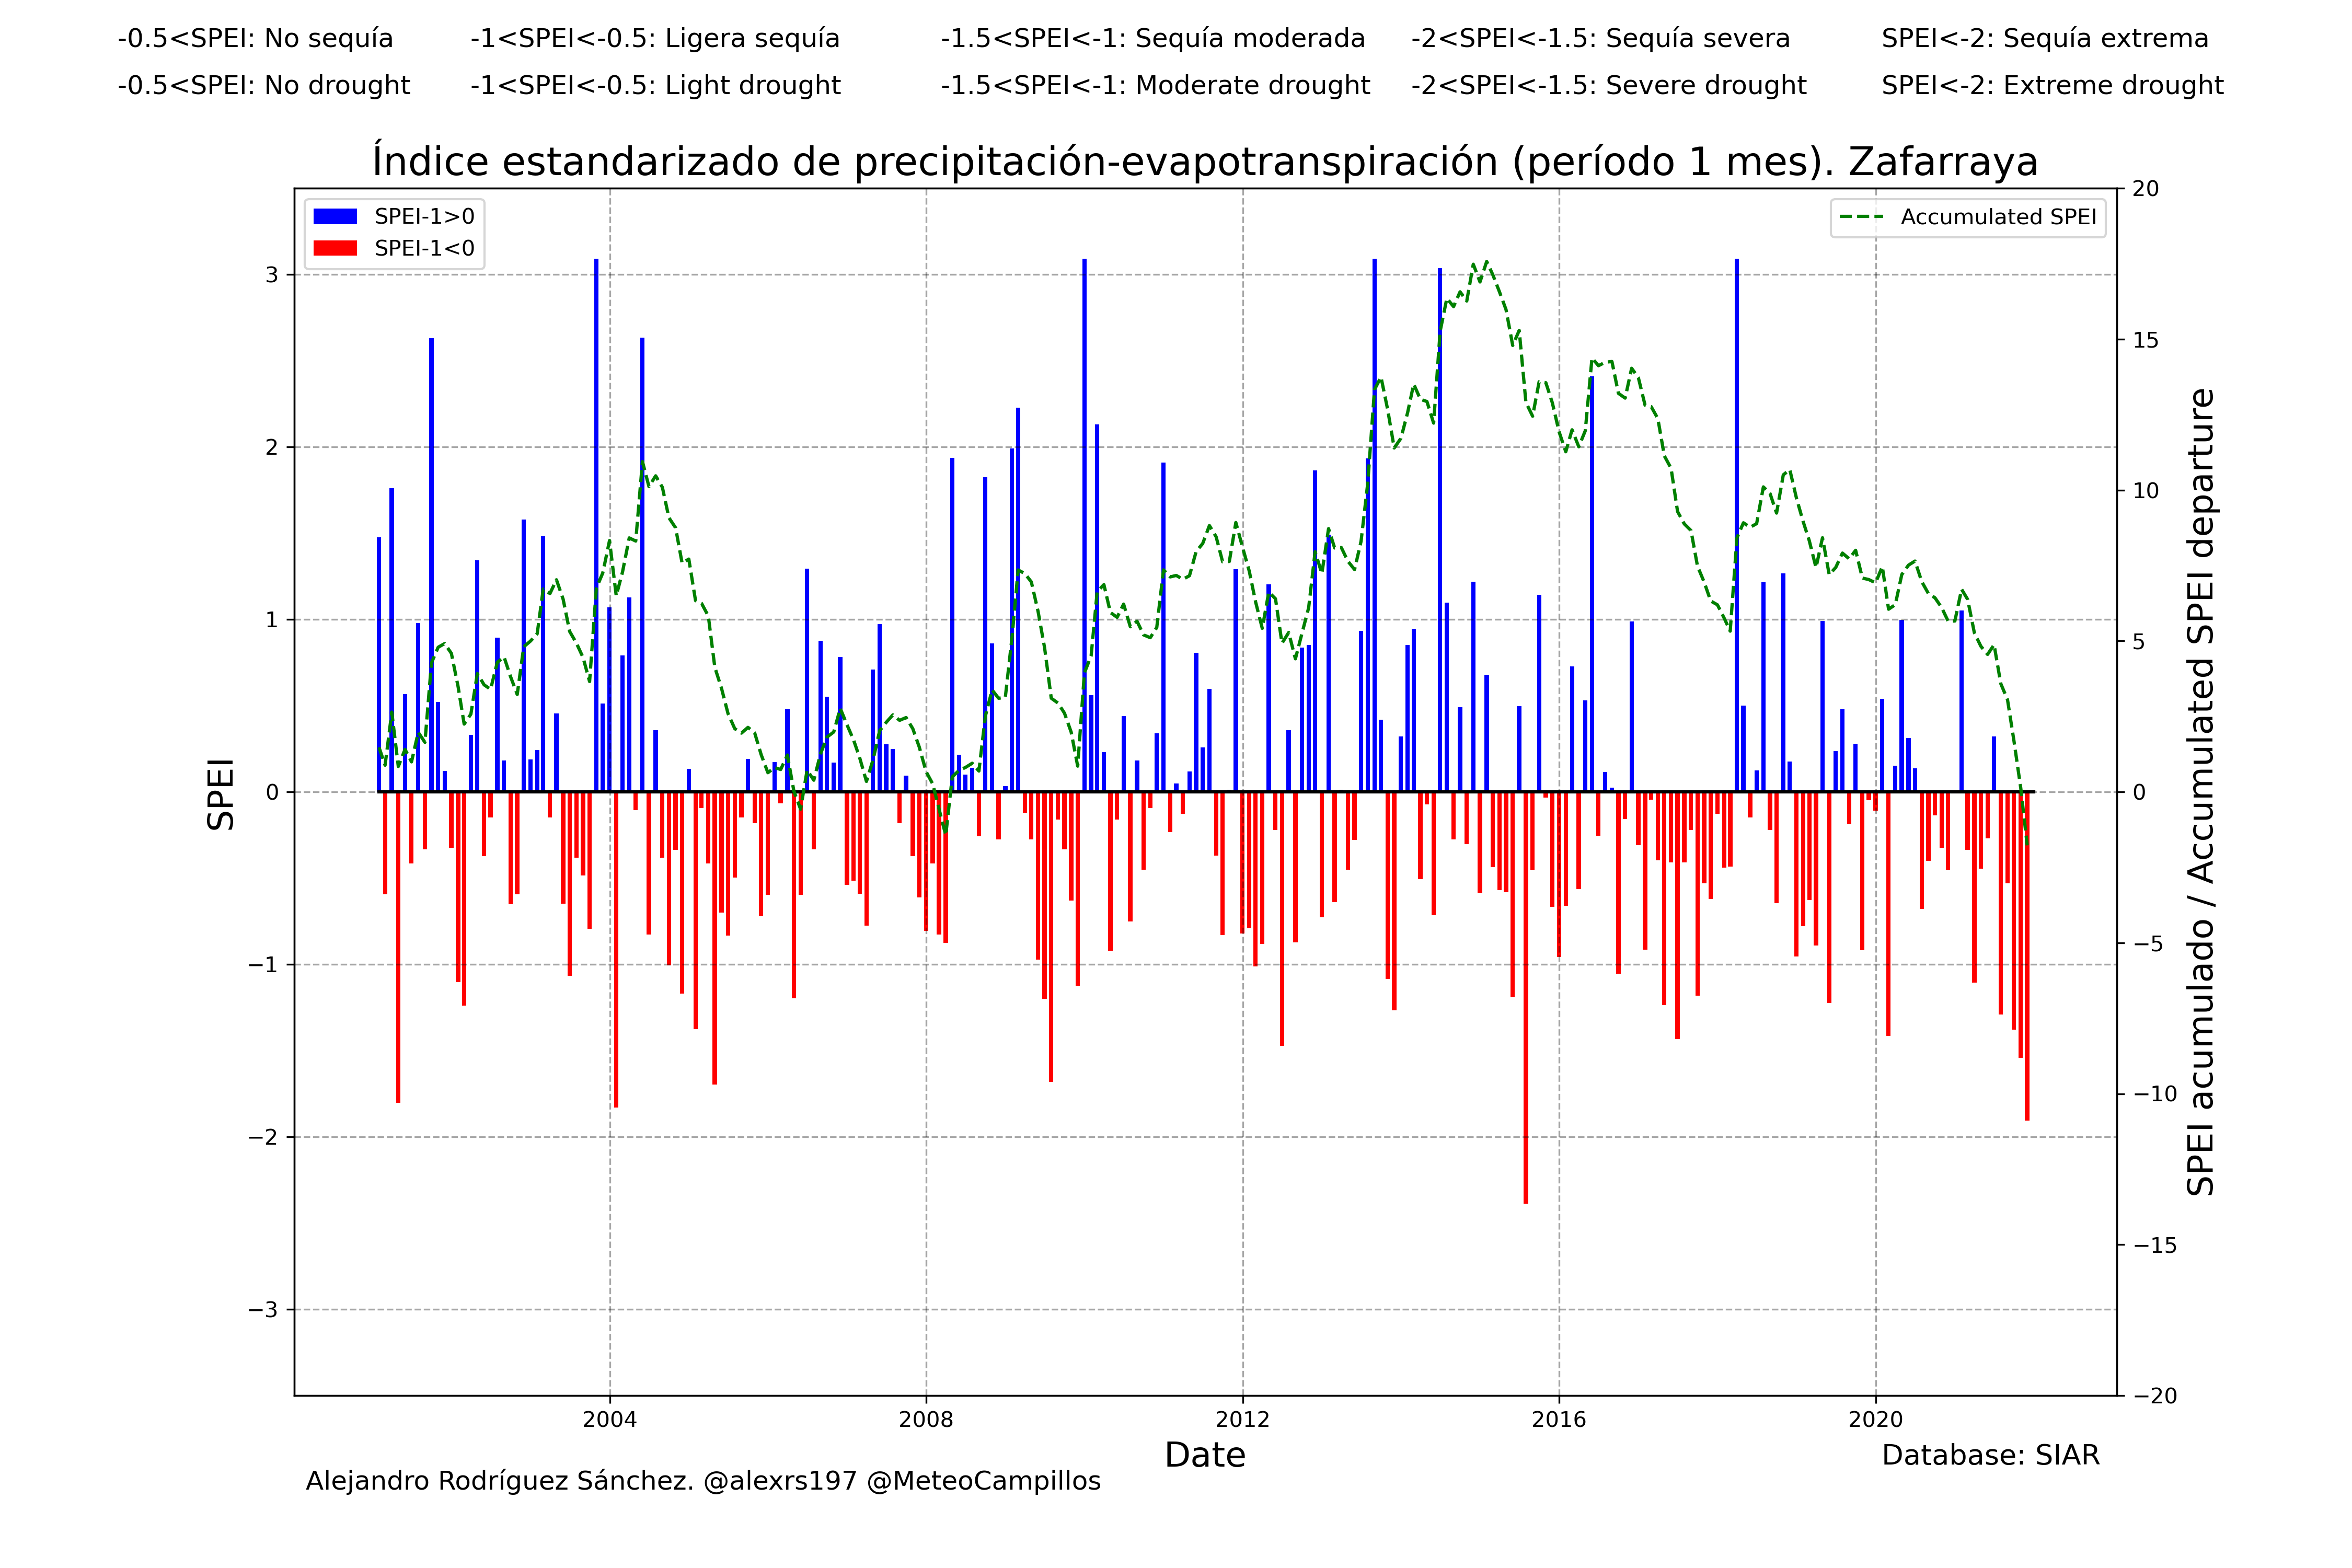 -0.5<SPEI: No sequía -1<SPEI<-0.5: Ligera sequía -1.5<SPEI<-1: Sequía moderada -2<SPEI<-1.5: Sequía severa SPEI<-2: Sequía extrema
-0.5<SPEI: No drought -1<SPEI<-0.5: Light drought -1.5<SPEI<-1: Moderate drought -2<SPEI<-1.5: Severe drought SPEI<-2: Extreme drought
Índice estandarizado de precipitación-evapotranspiración (período 1 mes). Zafarraya
SPEI-1>0
SPEI-1<0
Accumulated SPEI
SPEI
3
2
1
0
−1
−2
−3
20
15
10
5
0
−5
−10
−15
−20
SPEI acumulado / Accumulated SPEI departure
2004 2008 2012 2016 2020
Date
Database: SIAR
Alejandro Rodríguez Sánchez. @alexrs197 @MeteoCampillos